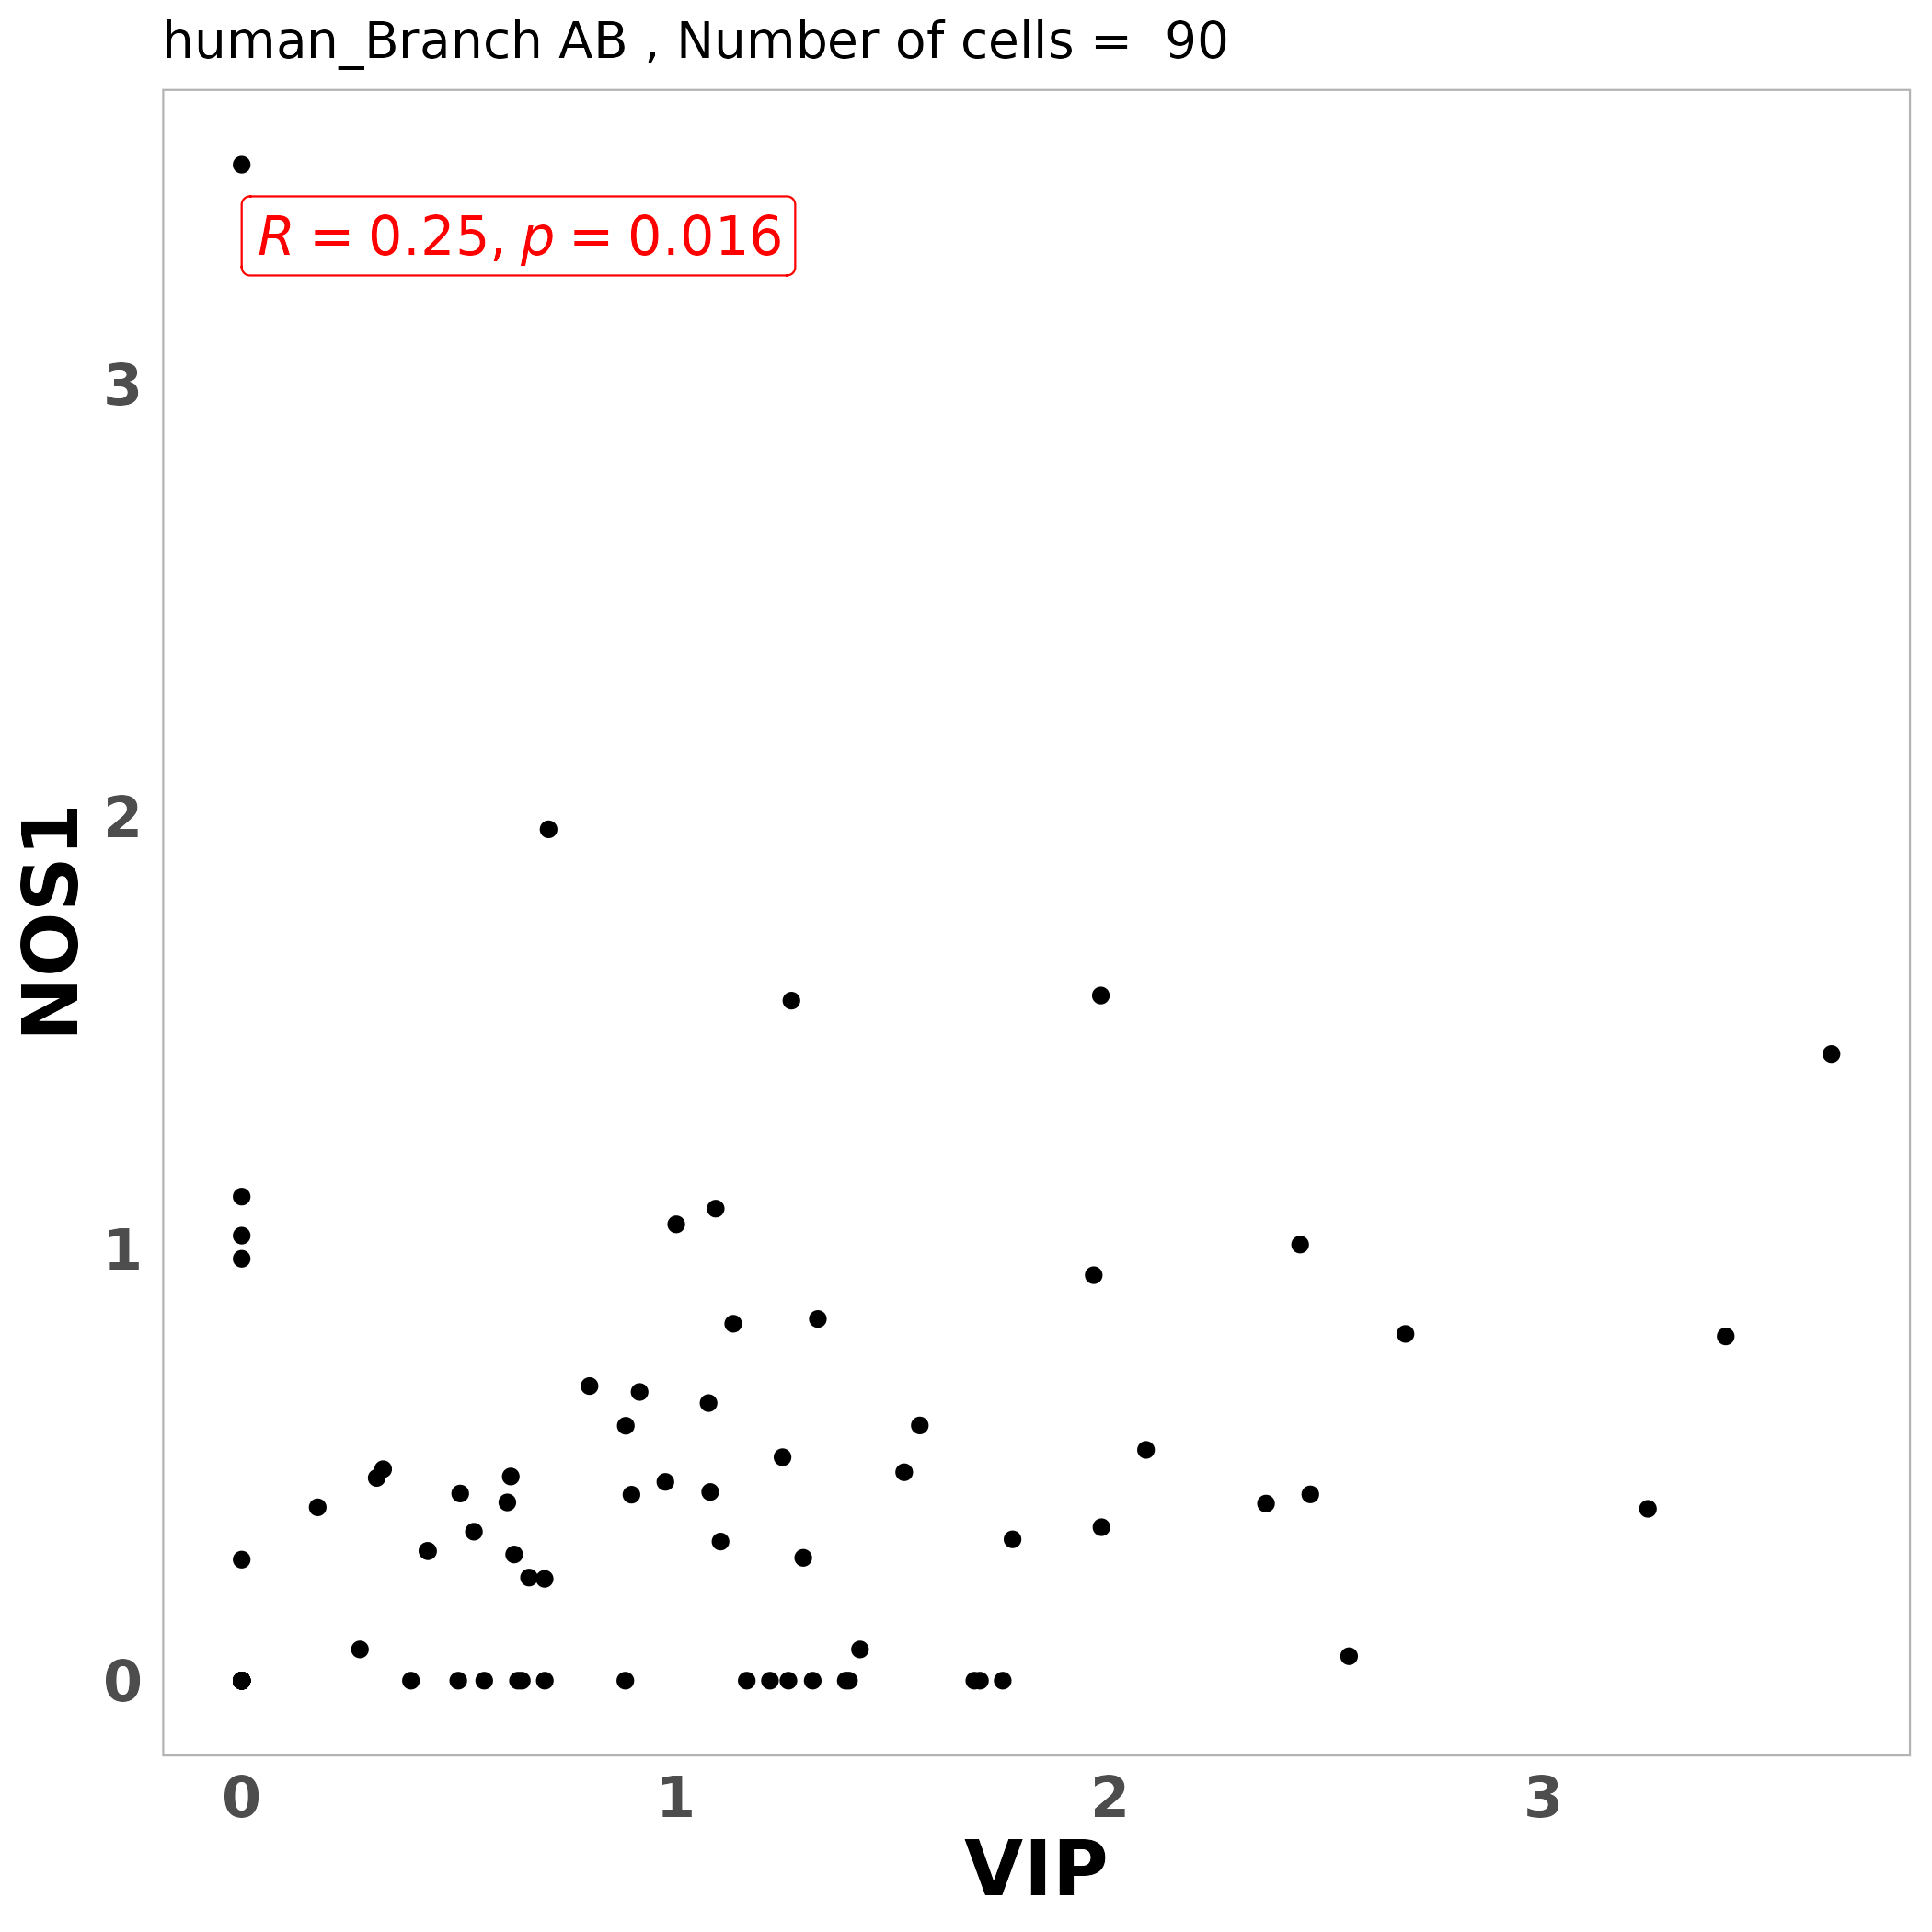 human_Branch AB , Number of cells =  90
R = 0.25, p = 0.016
3
2
1
0
NOS1
0 1 2 3
VIP